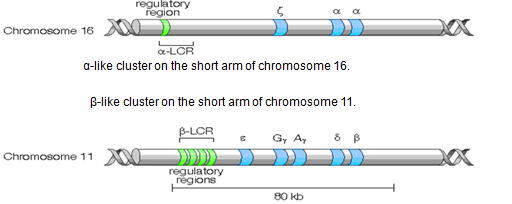 regulatory
region
ζ α α
Chromosome 16
α-LCR
α-like cluster on the short arm of chromosome 16.
β-like cluster on the short arm of chromosome 11.
β-LCR
ε Gγ Aγ δ β
Chromosome 11
regulatory
regions
80 kb